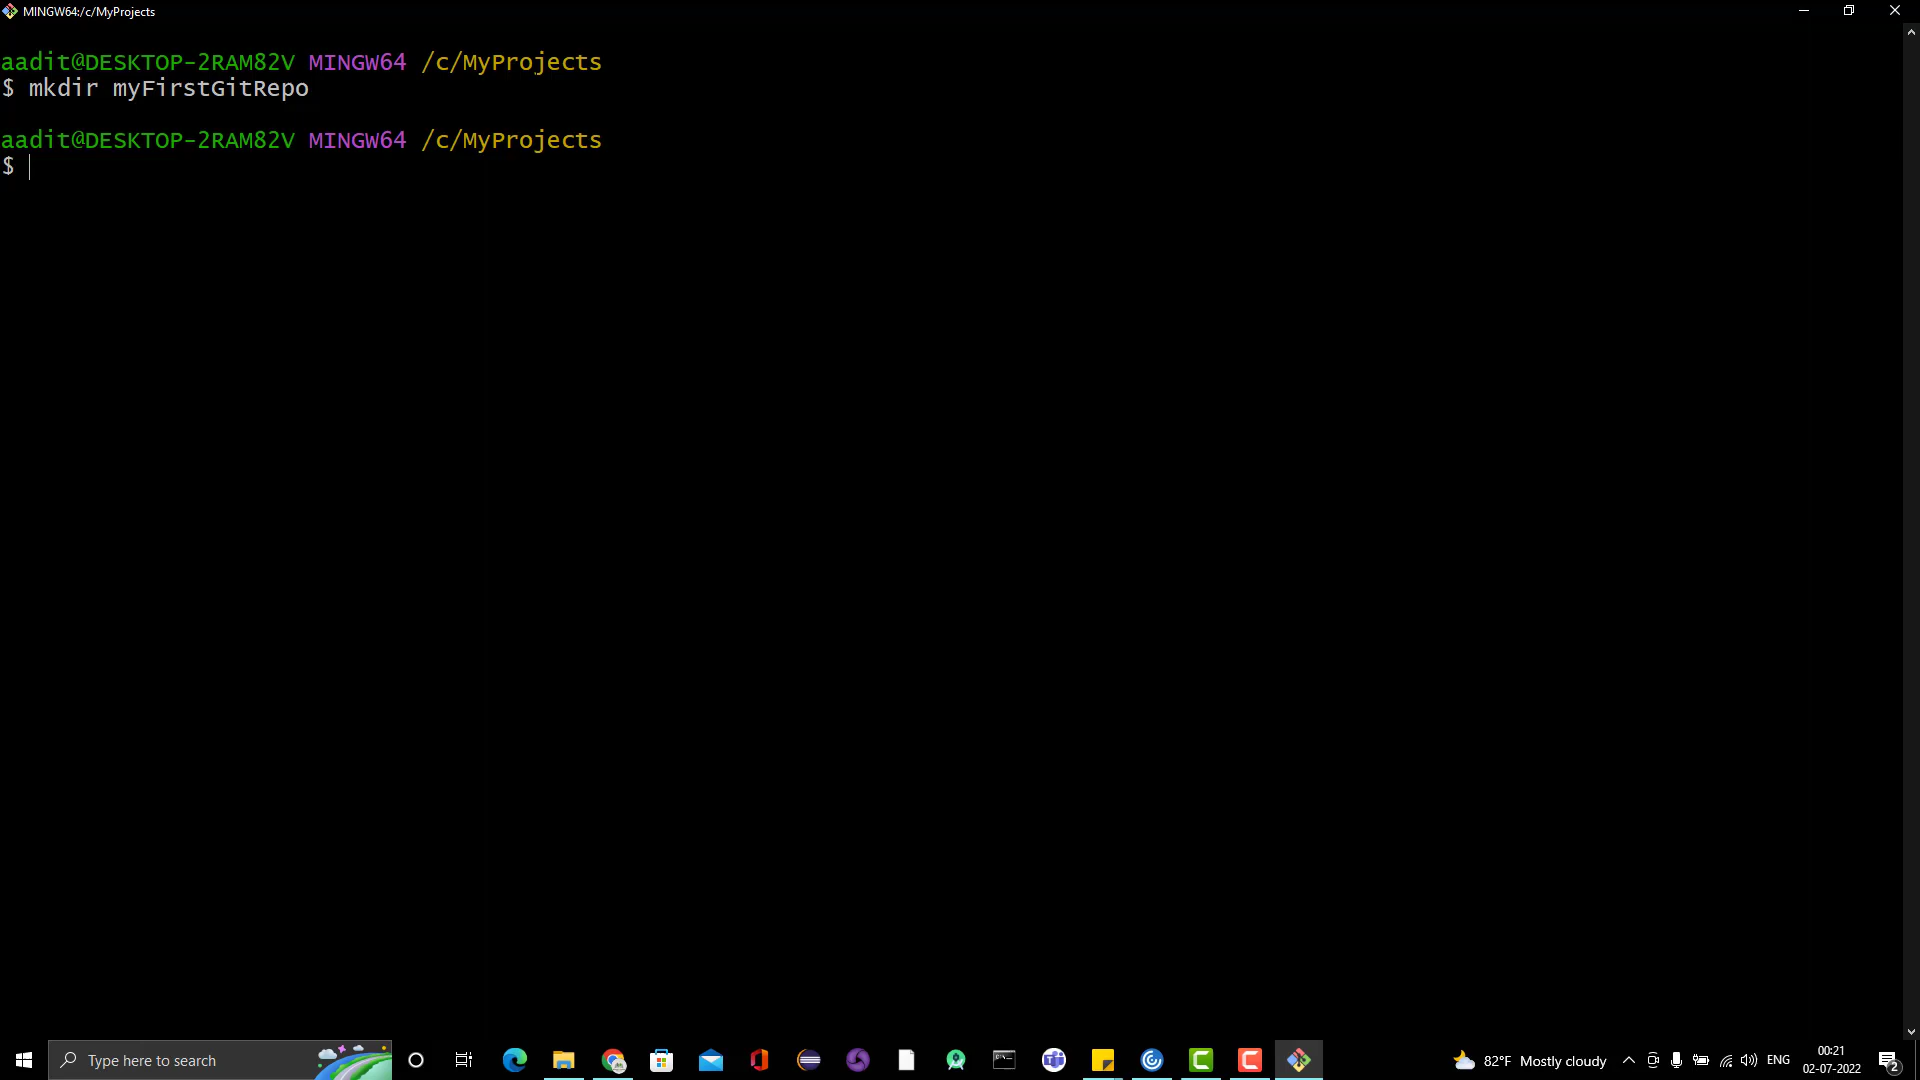 MINGW64:/c/MyProjects
aadit@DESKTOP-2RAM82V MINGW64 /c/MyProjects
$ mkdir myFirstGitRepo
aadit@DESKTOP-2RAM82V MINGW64 /c/MyProjects
$
Type here to search
82°F Mostly cloudy
ENG
00:21
02-07-2022
2